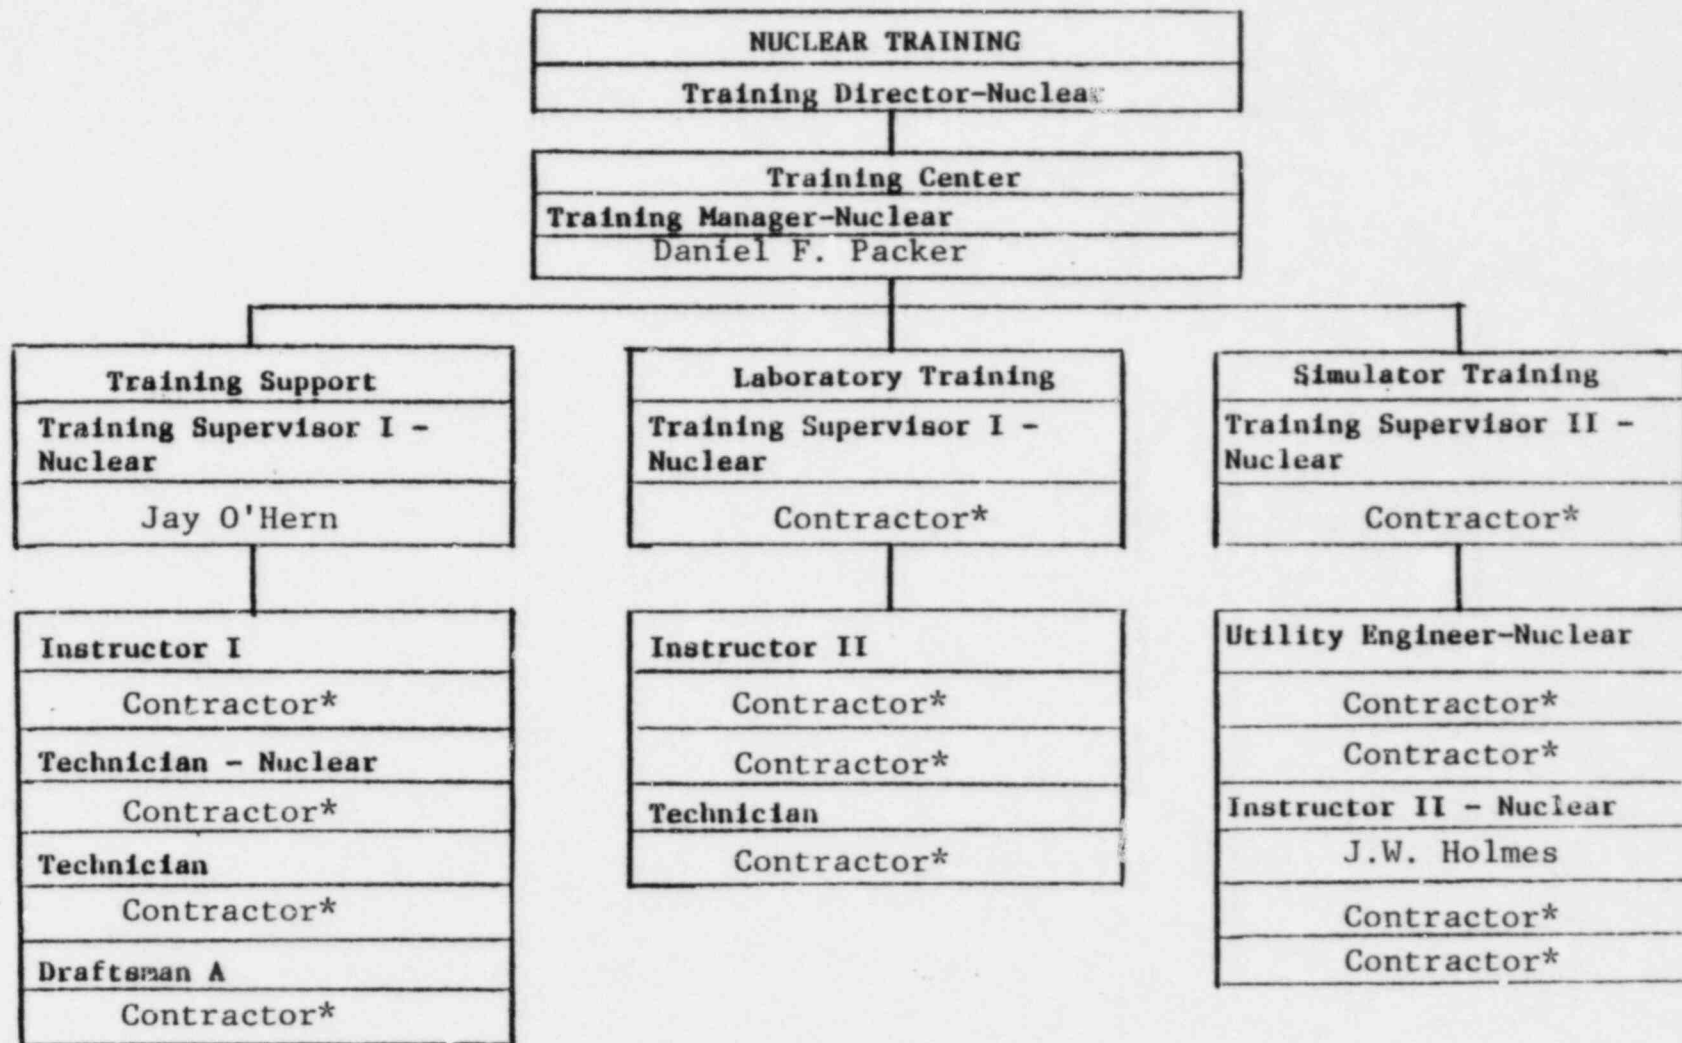 NUCLEAR TRAINING
Training Director-Nuclear
Training Center
Training Manager-Nuclear
Daniel F. Packer
Training Support
Training Supervisor I -
Nuclear
Jay O'Hern
Instructor I
Contractor*
Technician - Nuclear
Contractor*
Technician
Contractor*
Draftsman A
Contractor*
Laboratory Training
Training Supervisor I -
Nuclear
Contractor*
Instructor II
Contractor*
Contractor*
Technician
Contractor*
Simulator Training
Training Supervisor II -
Nuclear
Contractor*
Utility Engineer-Nuclear
Contractor*
Contractor*
Instructor II - Nuclear
J.W. Holmes
Contractor*
Contractor*